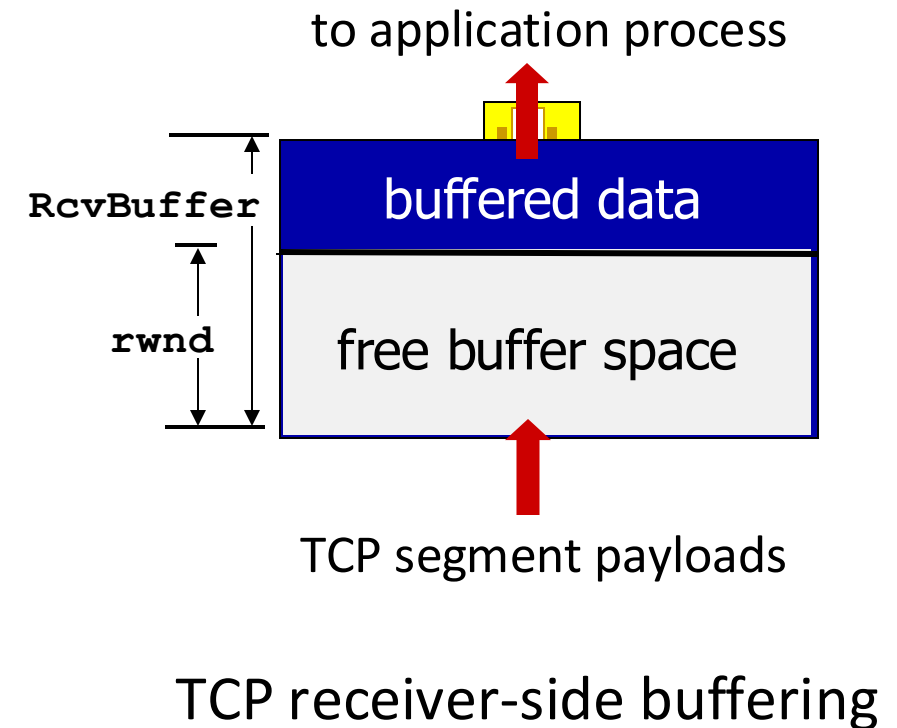 to application process
buffered data
RcvBuffer
rwnd
free buffer space
TCP segment payloads
TCP receiver-side buffering